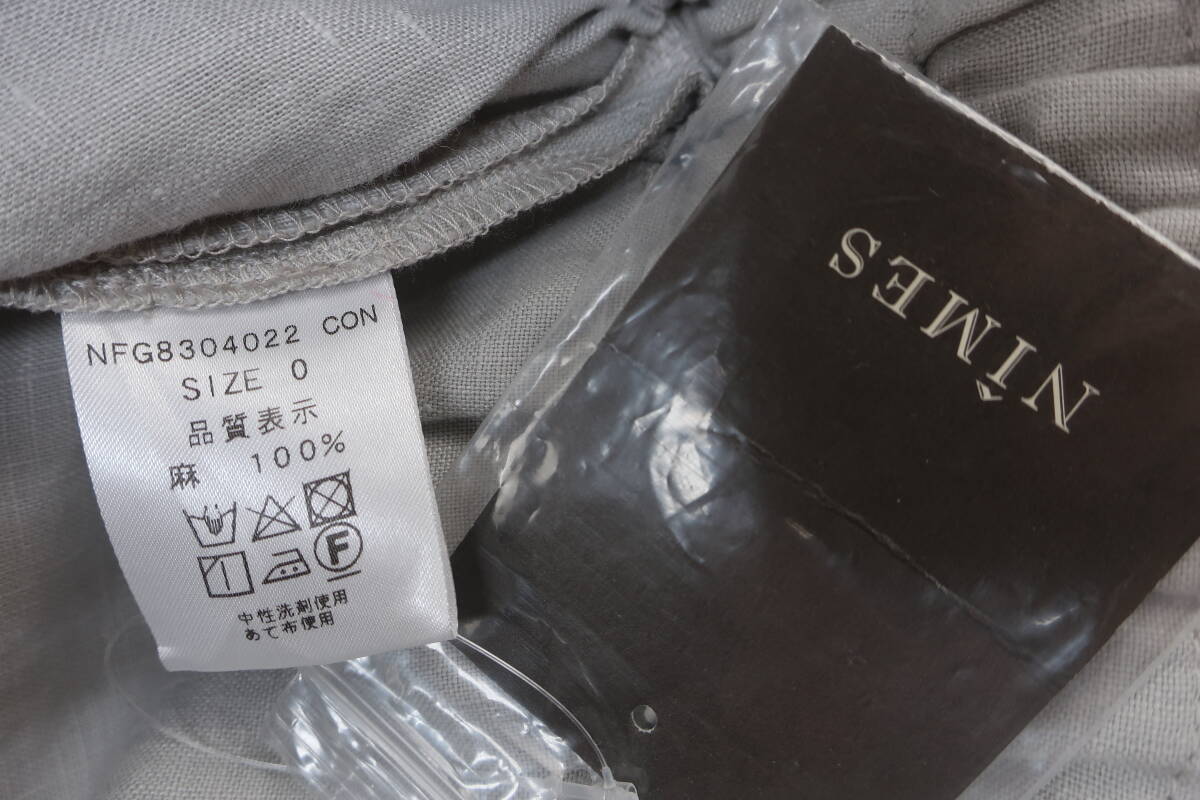 NFG8304022 CON
SIZE 0
品質表示
麻 100%
F
中性洗剤使用
あて布使用
NÎMES